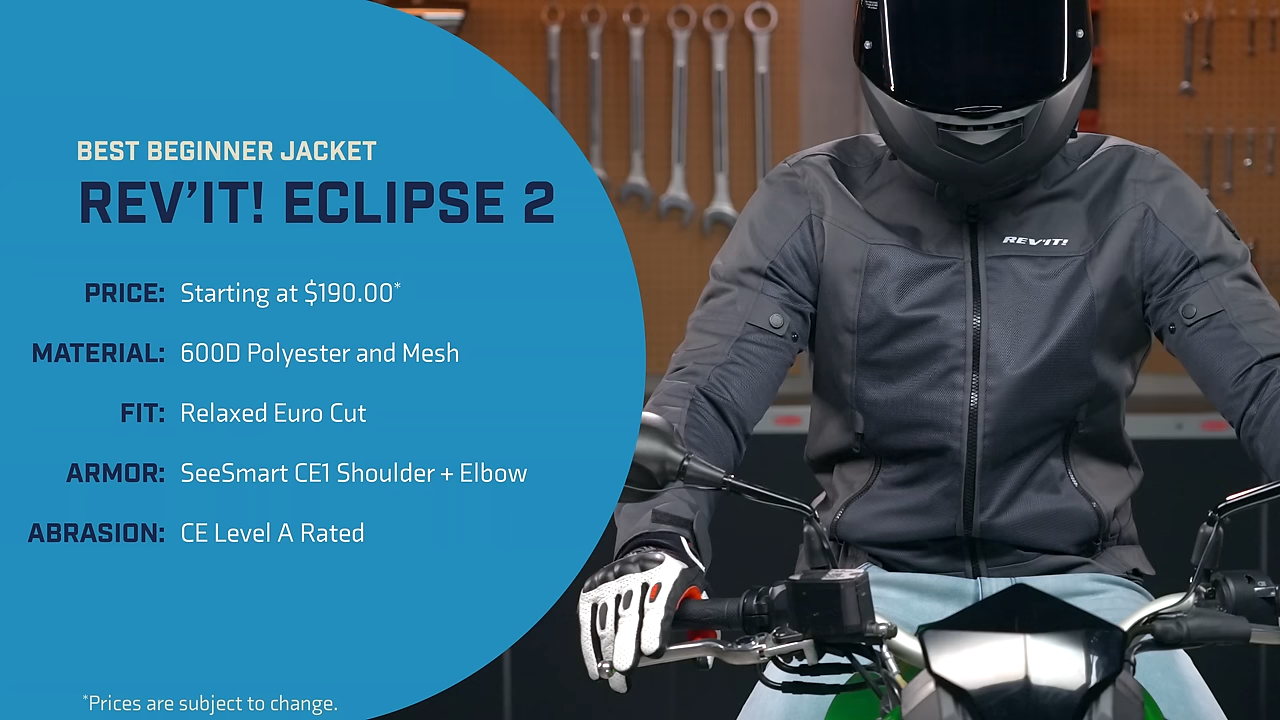 BEST BEGINNER JACKET
REV'IT! ECLIPSE 2
PRICE: Starting at $190.00*
MATERIAL: 600D Polyester and Mesh
FIT: Relaxed Euro Cut
ARMOR: SeeSmart CE1 Shoulder + Elbow
ABRASION: CE Level A Rated
*Prices are subject to change.
REV'IT!